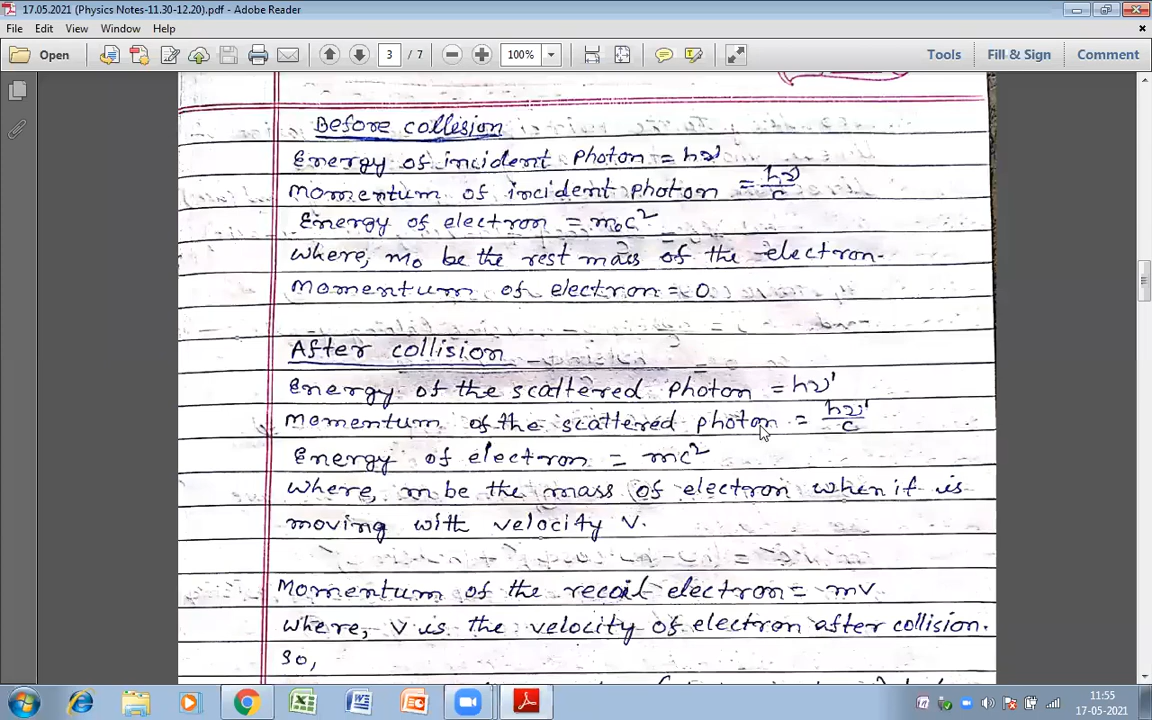 17.05.2021 (Physics Notes-11.30-12.20).pdf - Adobe Reader
File Edit View Window Help
Open 3 / 7 100% Tools Fill & Sign Comment
Before collesion
Energy of incident Photon = hν
Momentum of incident photon = hν/c
Energy of electron = m₀c²
where, m₀ be the rest mass of the electron.
Momentum of electron = 0
After collision
Energy of the scattered Photon = hν'
Momentum of the scattered photon = hν'/c
Energy of electron = mc²
where, m be the mass of electron when it is
moving with velocity v.
Momentum of the recoil electron = mv
where, v is the velocity of electron after collision.
So,
11:55
17-05-2021